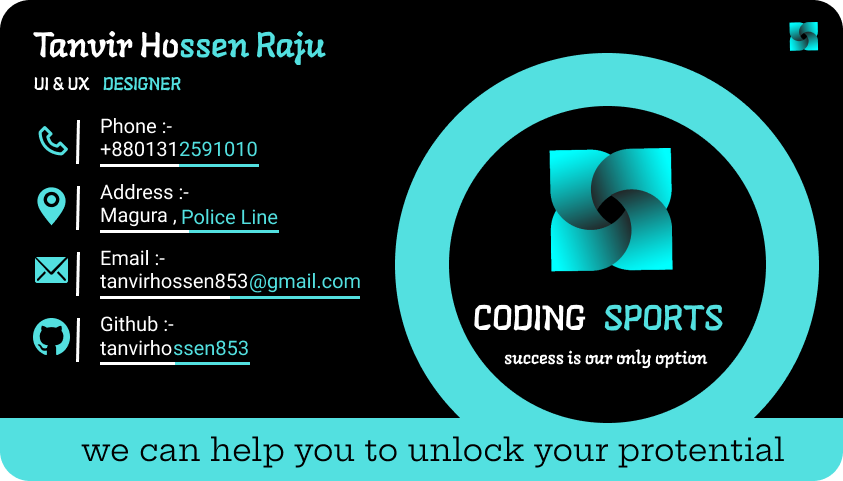 Tanvir Hossen Raju
UI & UX DESIGNER
Phone :-
+8801312591010
Address :-
Magura , Police Line
Email :-
tanvirhossen853@gmail.com
Github :-
tanvirhossen853
CODING SPORTS
success is our only option
we can help you to unlock your protential